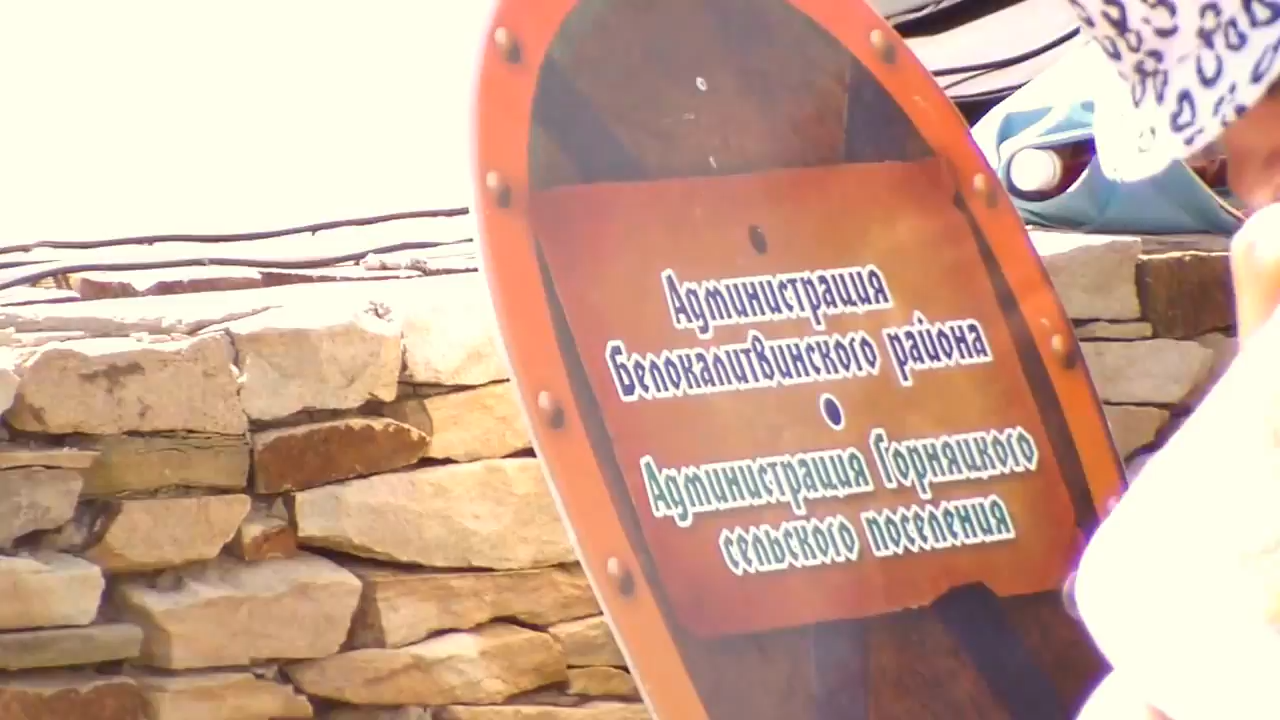 Администрация
Белокалитвинского района
Администрация Горняцкого
сельского поселения